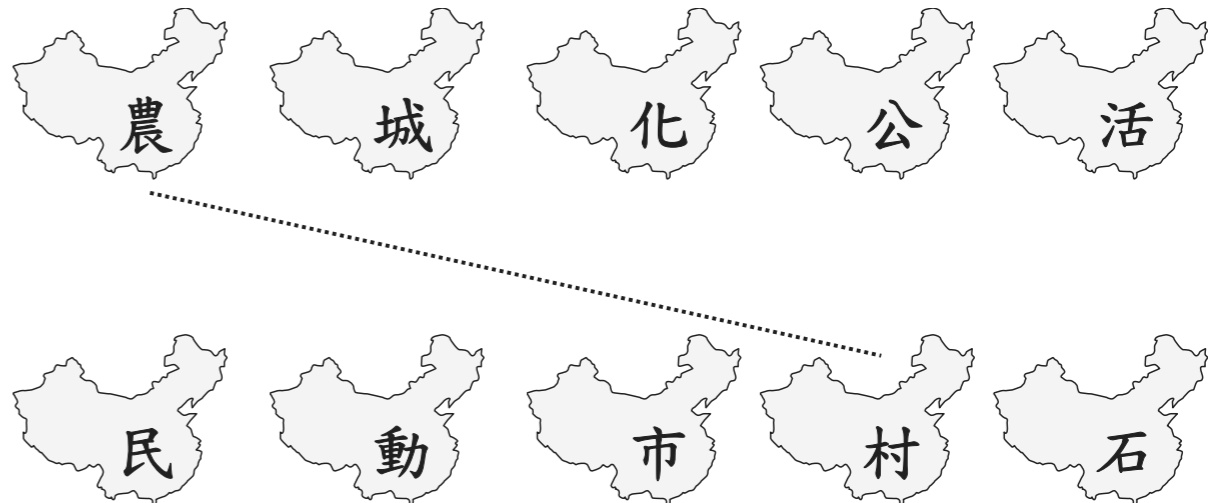 農 城 化 公 活
民 動 市 村 石